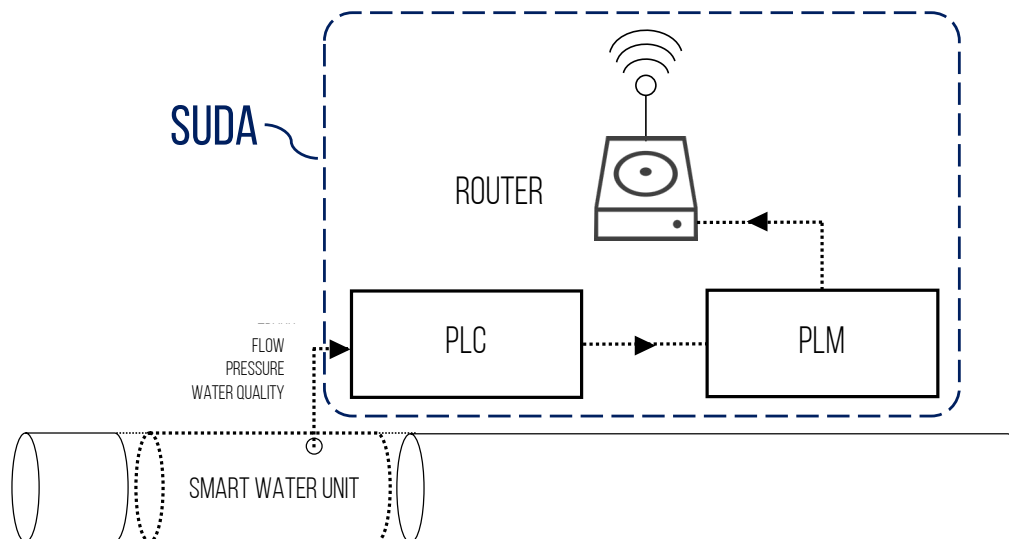 SUDA
ROUTER
PLC
PLM
FLOW
PRESSURE
WATER QUALITY
SMART WATER UNIT